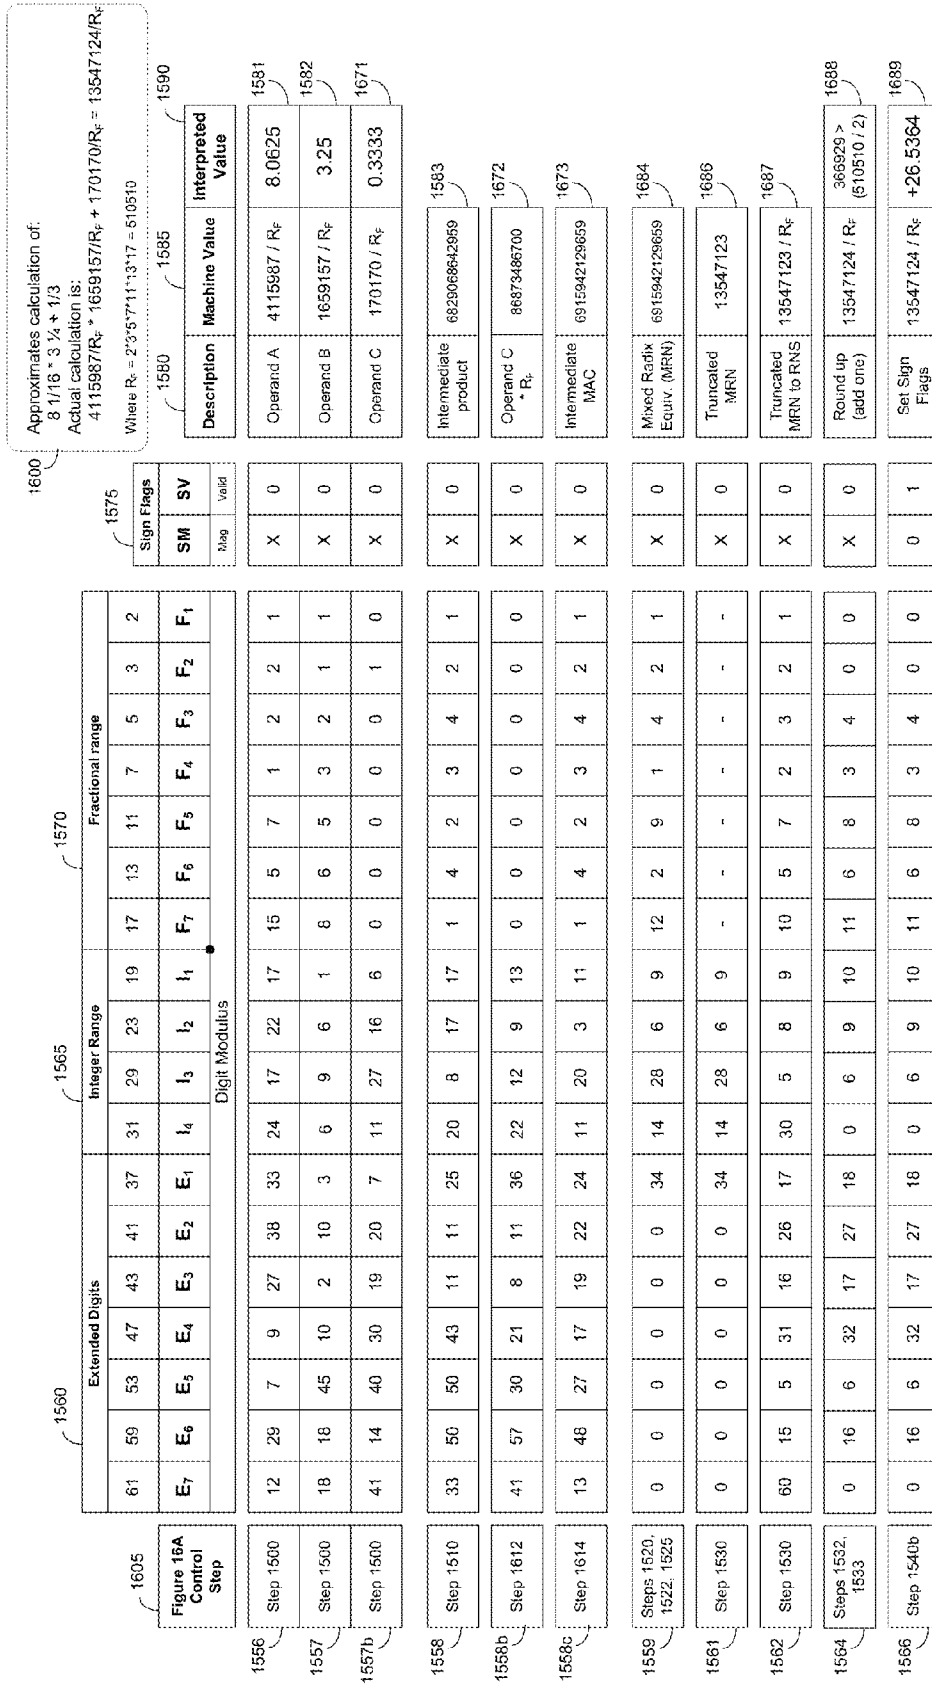 Approximates calculation of:
8 1/16 * 3 ¼ + 1/3
Actual calculation is:
4115987/RF * 1659157/RF + 170170/RF = 13547124/RF
Where RF = 2*3*5*7*11*13*17 = 510510
1600
1605 1560 1565 1570 1575 1580 1585 1590
Extended Digits Integer Range Fractional range Sign Flags
61 59 53 47 43 41 37 31 29 23 19 17 13 11 7 5 3 2
Figure 16A Control Step E7 E6 E5 E4 E3 E2 E1 I4 I3 I2 I1 F7 F6 F5 F4 F3 F2 F1 SM SV Description Machine Value Interpreted Value
Digit Modulus Mag Valid
1556 Step 1500 12 29 7 9 27 38 33 24 17 22 17 15 5 7 1 2 2 1 X 0 Operand A 4115987 / RF 8.0625 1581
1557 Step 1500 18 18 45 10 2 10 3 6 9 6 1 8 6 5 3 2 1 1 X 0 Operand B 1659157 / RF 3.25 1582
1557b Step 1500 41 14 40 30 19 20 7 11 27 16 6 0 0 0 0 0 1 0 X 0 Operand C 170170 / RF 0.3333 1671
1558 Step 1510 33 50 50 43 11 11 25 20 8 17 17 1 4 2 3 4 2 1 X 0 Intermediate product 6829068642959 1583
1558b Step 1612 41 57 30 21 8 11 36 22 12 9 13 0 0 0 0 0 0 0 X 0 Operand C * RF 86873486700 1672
1558c Step 1614 13 48 27 17 19 22 24 11 20 3 11 1 4 2 3 4 2 1 X 0 Intermediate MAC 6915942129659 1673
1559 Steps 1520, 1522, 1525 0 0 0 0 0 0 34 14 28 6 9 12 2 9 1 4 2 1 X 0 Mixed Radix Equiv. (MRN) 6915942129659 1684
1561 Step 1530 0 0 0 0 0 0 34 14 28 6 9 - - - - - - - X 0 Truncated MRN 13547123 1686
1562 Step 1530 60 15 5 31 16 26 17 30 5 8 9 10 5 7 2 3 2 1 X 0 Truncated MRN to RNS 13547123 / RF 1687
1564 Steps 1532, 1533 0 16 6 32 17 27 18 0 6 9 10 11 6 8 3 4 0 0 X 0 Round up (add one) 13547124 / RF 366929 > (510510 / 2) 1688
1566 Step 1540b 0 16 6 32 17 27 18 0 6 9 10 11 6 8 3 4 0 0 0 1 Set Sign Flags 13547124 / RF +26.5364 1689